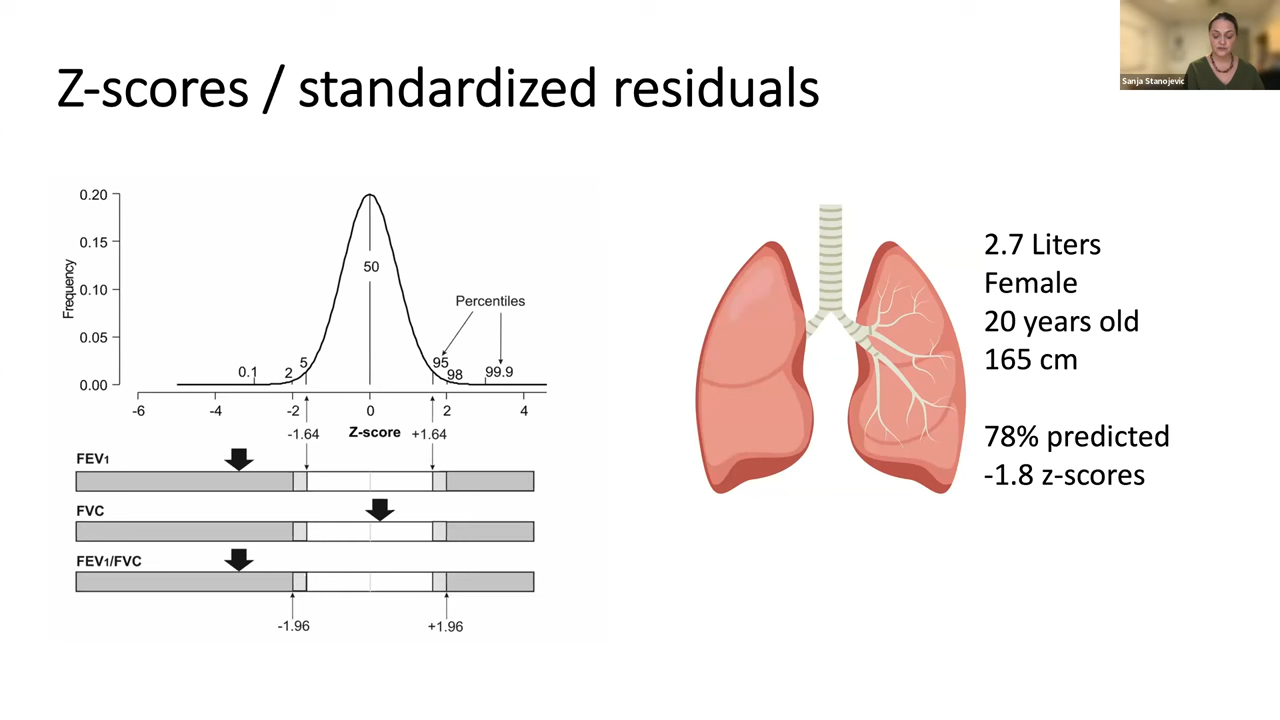 Z-scores / standardized residuals
Sanja Stanojevic
0.20
0.15
0.10
0.05
0.00
Frequency
50
Percentiles
0.1
2
5
95
98
99.9
-6
-4
-2
0
2
4
-1.64
Z-score
+1.64
FEV1
FVC
FEV1/FVC
-1.96
+1.96
2.7 Liters
Female
20 years old
165 cm
78% predicted
-1.8 z-scores